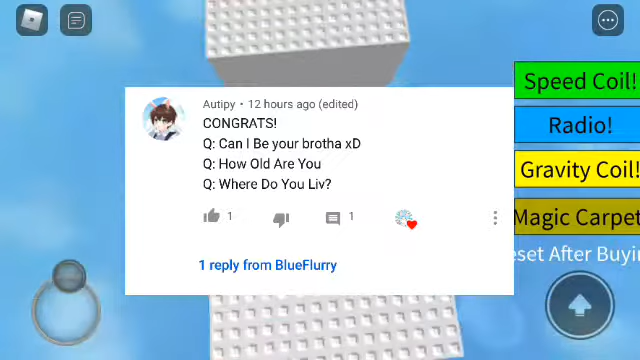 Speed Coil!
Autipy • 12 hours ago (edited)
CONGRATS!
Q: Can I Be your brotha xD
Radio!
Q: How Old Are You
Gravity Coil!
Q: Where Do You Liv?
1
1
Magic Carpet
eset After Buyin
1 reply from BlueFlurry